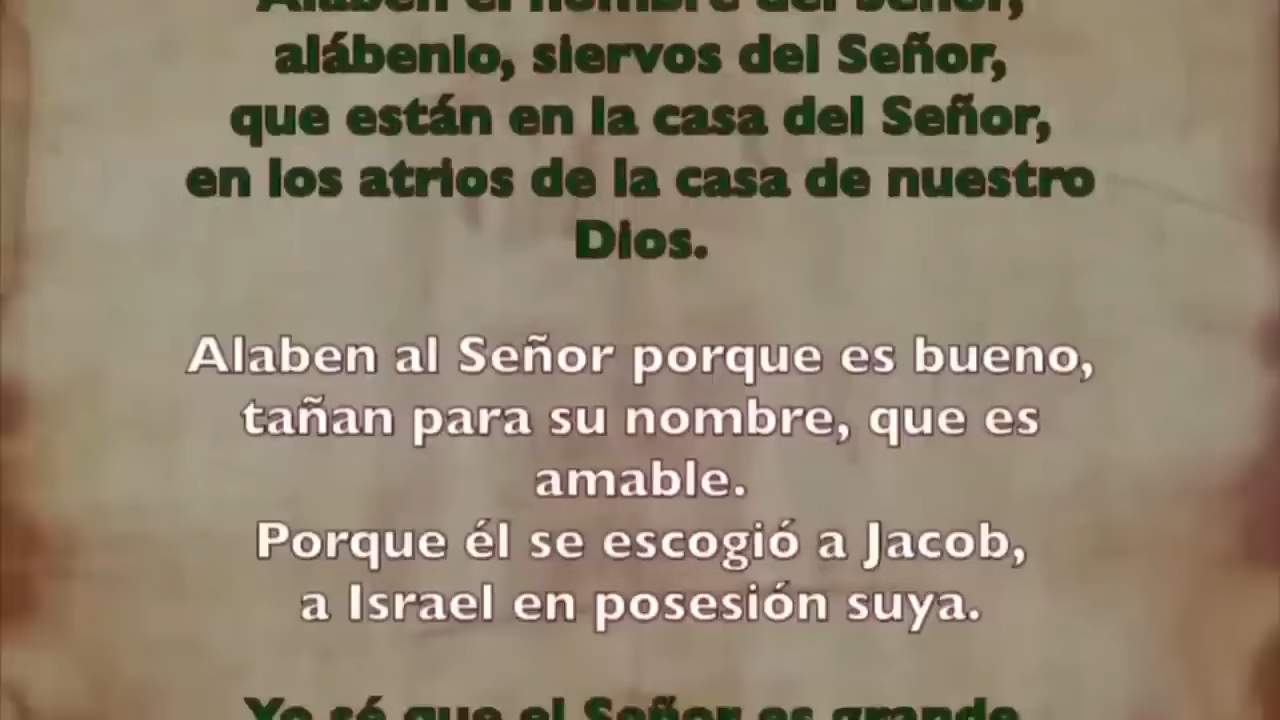 Alaben el nombre del Señor,
alábenlo, siervos del Señor,
que están en la casa del Señor,
en los atrios de la casa de nuestro
Dios.
Alaben al Señor porque es bueno,
tañan para su nombre, que es
amable.
Porque él se escogió a Jacob,
a Israel en posesión suya.
Yo sé que el Señor es grande